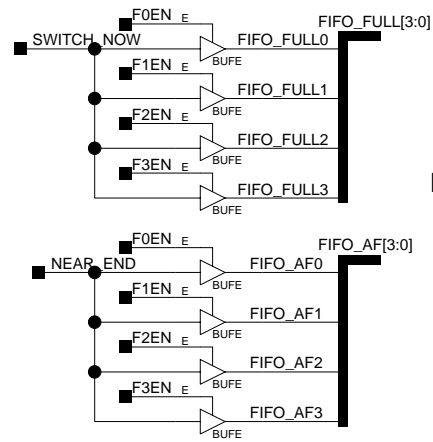 F0EN E FIFO_FULL[3:0]
SWITCH_NOW FIFO_FULL0
BUFE
F1EN E
FIFO_FULL1
BUFE
F2EN E
FIFO_FULL2
BUFE
F3EN E
FIFO_FULL3
BUFE
F0EN E FIFO_AF[3:0]
NEAR_END FIFO_AF0
BUFE
F1EN E
FIFO_AF1
BUFE
F2EN E
FIFO_AF2
BUFE
F3EN E
FIFO_AF3
BUFE